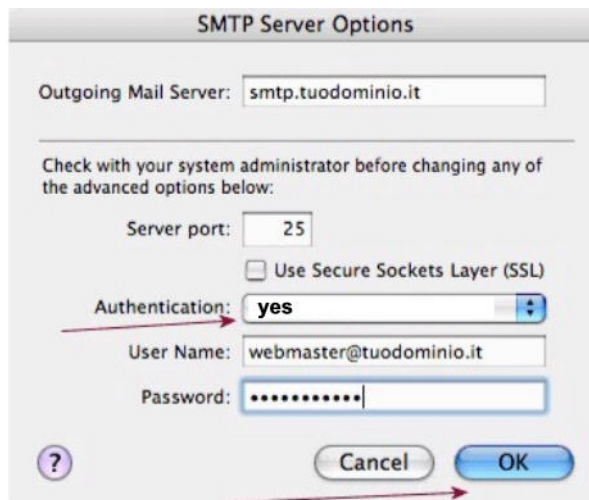 SMTP Server Options
Outgoing Mail Server: smtp.tuodominio.it
Check with your system administrator before changing any of
the advanced options below:
Server port: 25
Use Secure Sockets Layer (SSL)
Authentication: yes
User Name: webmaster@tuodominio.it
Password: •••••••••••
? Cancel OK